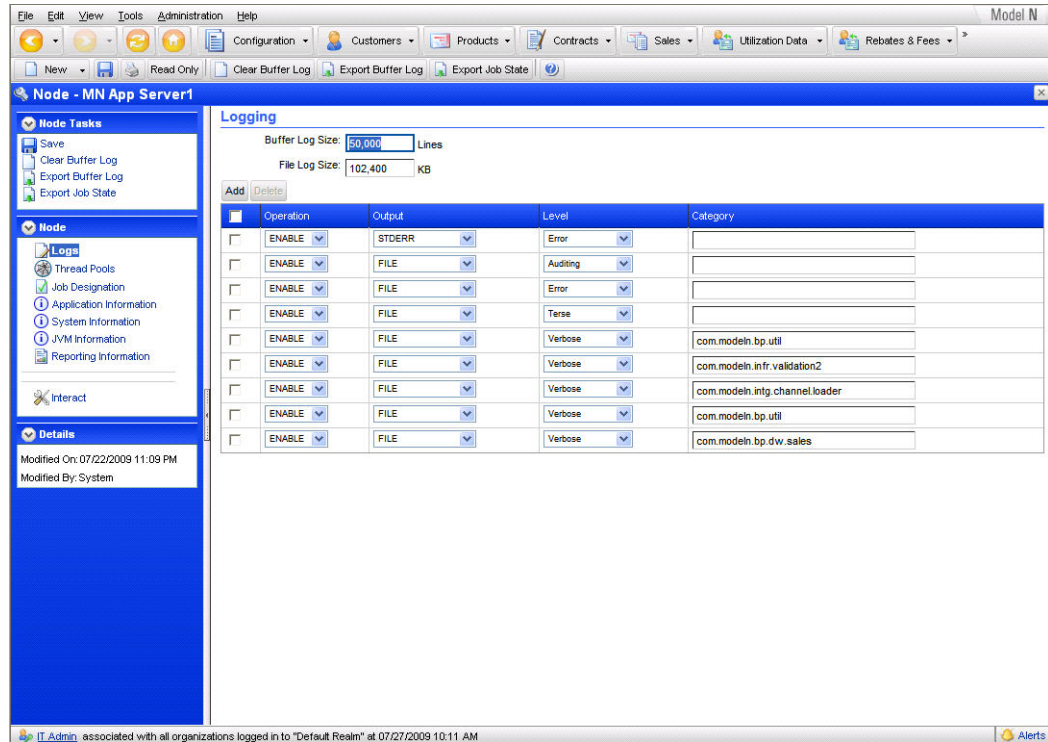 File Edit View Tools Administration Help Model N
Configuration Customers Products Contracts Sales Utilization Data Rebates & Fees »
New Read Only Clear Buffer Log Export Buffer Log Export Job State
Node - MN App Server1
Node Tasks
Save
Clear Buffer Log
Export Buffer Log
Export Job State
Node
Logs
Thread Pools
Job Designation
Application Information
System Information
JVM Information
Reporting Information
Interact
Details
Modified On: 07/22/2009 11:09 PM
Modified By: System
Logging
Buffer Log Size: 50,000 Lines
File Log Size: 102,400 KB
Add Delete
Operation Output Level Category
ENABLE STDERR Error
ENABLE FILE Auditing
ENABLE FILE Error
ENABLE FILE Terse
ENABLE FILE Verbose com.modeln.bp.util
ENABLE FILE Verbose com.modeln.infr.validation2
ENABLE FILE Verbose com.modeln.intg.channel.loader
ENABLE FILE Verbose com.modeln.bp.util
ENABLE FILE Verbose com.modeln.bp.dw.sales
IT Admin associated with all organizations logged in to "Default Realm" at 07/27/2009 10:11 AM Alerts